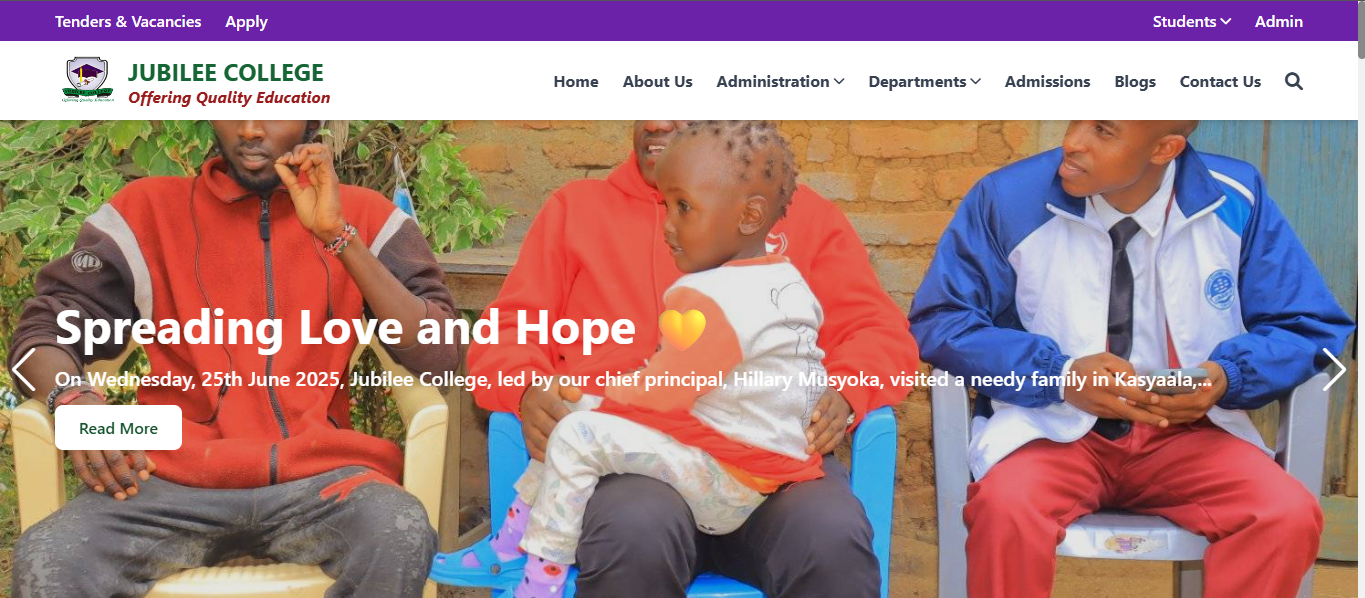 Tenders & Vacancies Apply Students Admin
JUBILEE COLLEGE
Offering Quality Education
Home About Us Administration Departments Admissions Blogs Contact Us
Spreading Love and Hope 💛
On Wednesday, 25th June 2025, Jubilee College, led by our chief principal, Hillary Musyoka, visited a needy family in Kasyaala,...
Read More